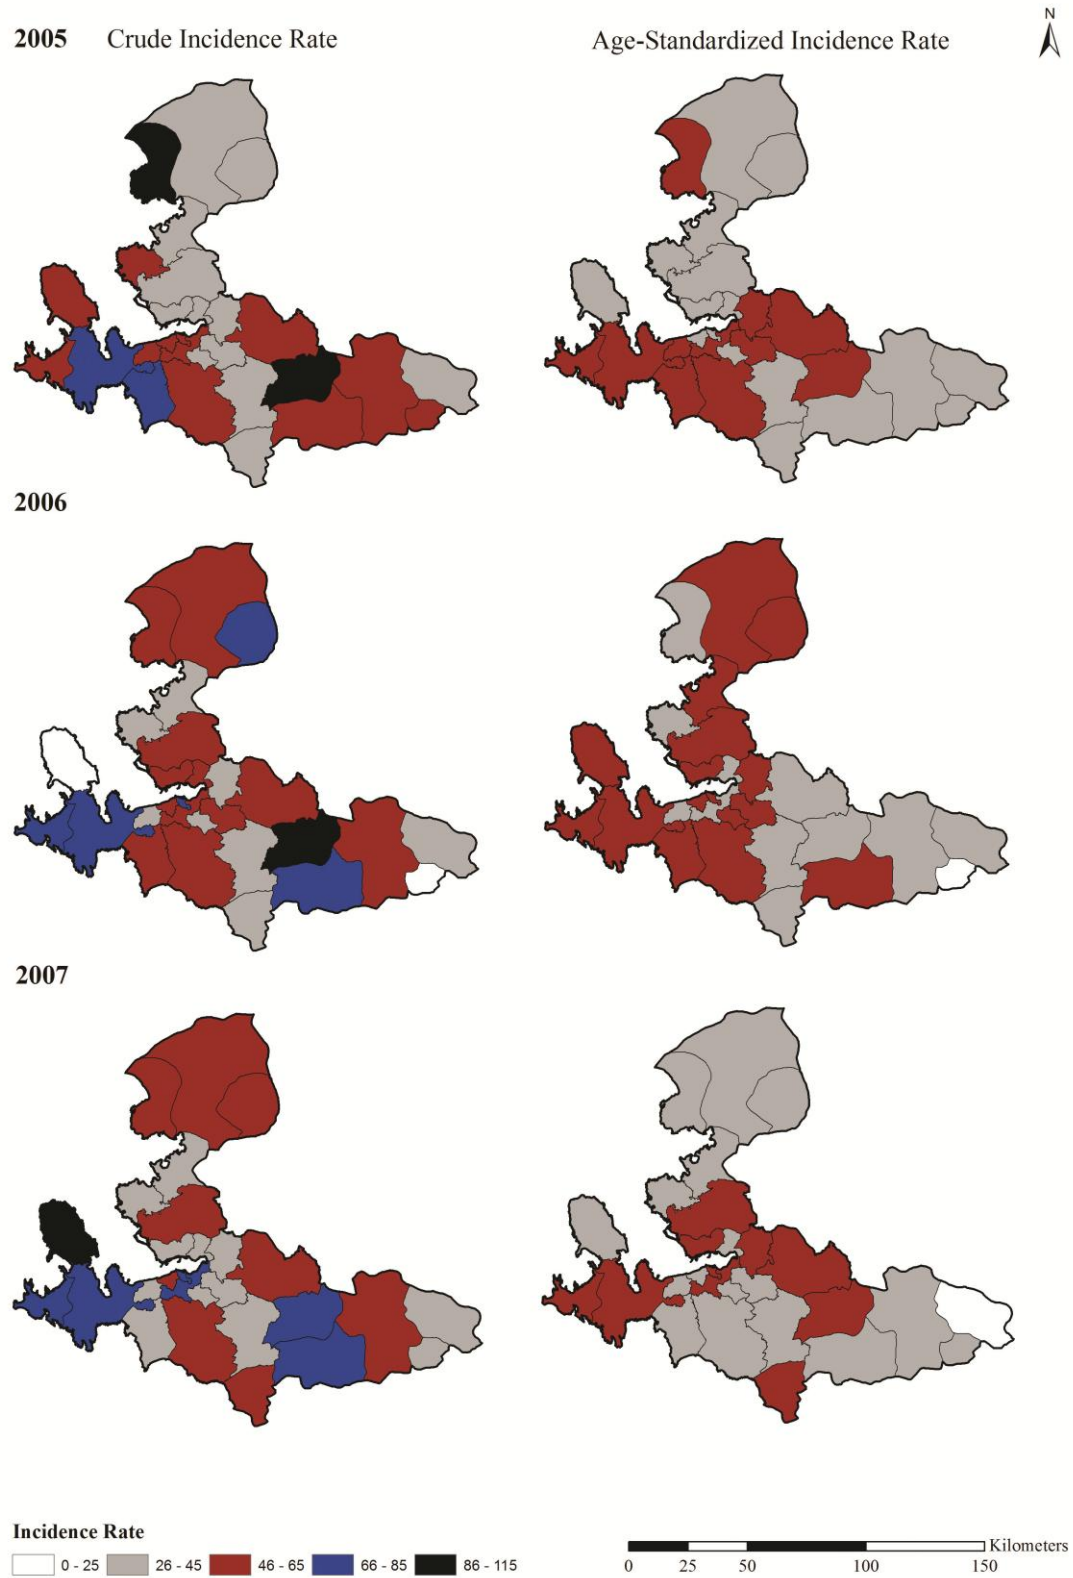 N
2005 Crude Incidence Rate Age-Standardized Incidence Rate
2006
2007
Incidence Rate
0 - 25 26 - 45 46 - 65 66 - 85 86 - 115
Kilometers
0 25 50 100 150